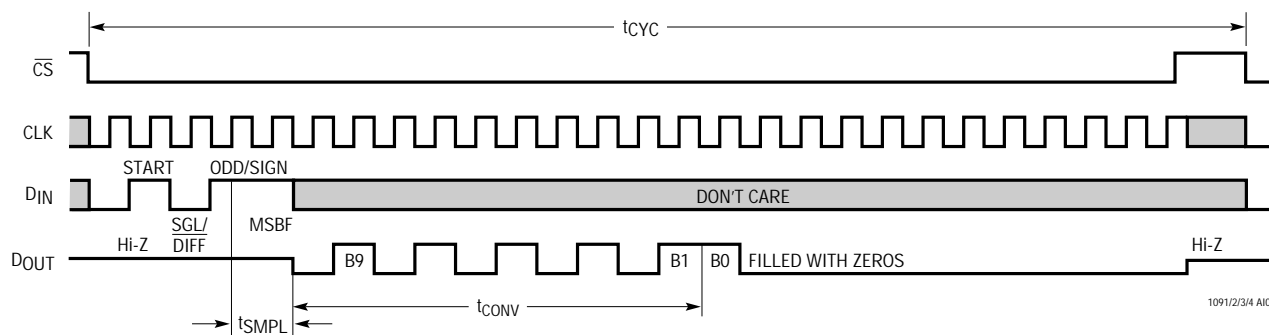 tCYC
CS
CLK
START
ODD/SIGN
DIN
DON'T CARE
SGL/
DIFF
MSBF
Hi-Z
DOUT
B9
B1
B0
FILLED WITH ZEROS
Hi-Z
tCONV
tSMPL
1091/2/3/4 AI0